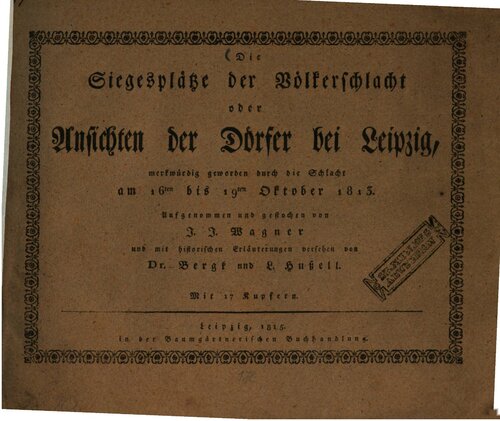 Die
Siegesplätze der Völkerschlacht
oder
Ansichten der Dörfer bei Leipzig,
merkwürdig geworden durch die Schlacht
am 16ten bis 19ten Oktober 1813.
Aufgenommen und gestochen von
J. J. Wagner
und mit historischen Erläuterungen versehen von
Dr. Bergk und L. Hußell.
Mit 17 Kupfern.
Leipzig, 1815.
in der Baumgärtnerischen Buchhandlung.